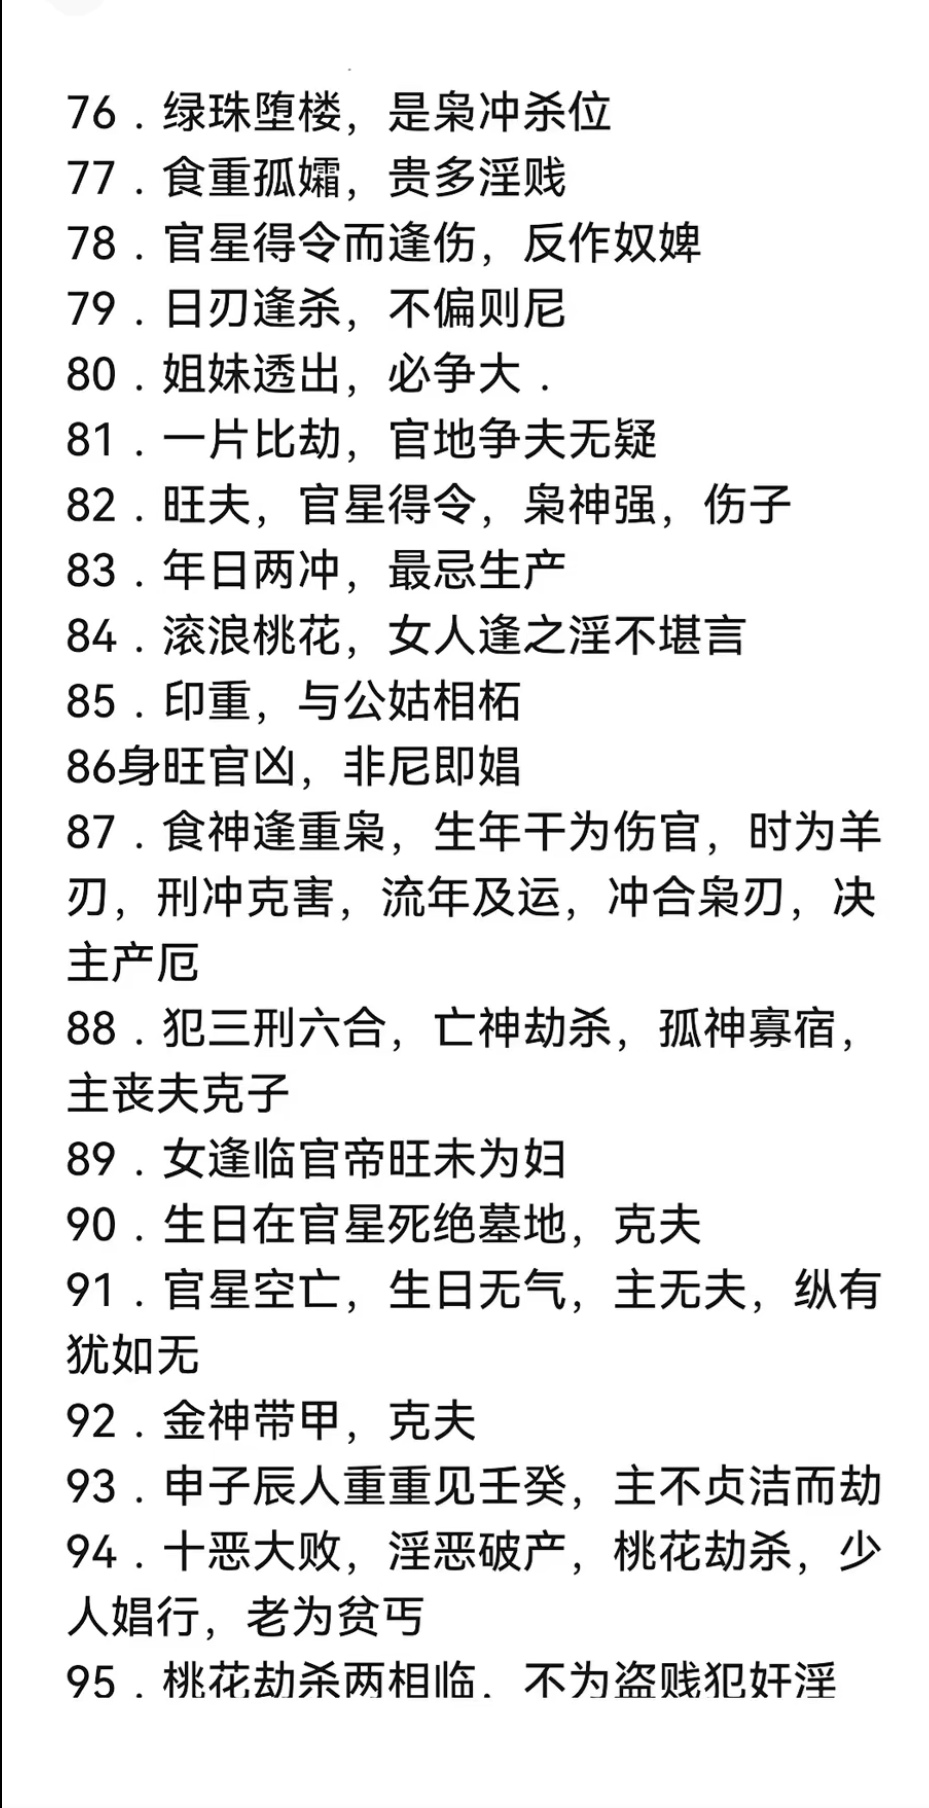 76．绿珠堕楼，是枭冲杀位
77．食重孤孀，贵多淫贱
78．官星得令而逢伤，反作奴婢
79．日刃逢杀，不偏则尼
80．姐妹透出，必争大．
81．一片比劫，官地争夫无疑
82．旺夫，官星得令，枭神强，伤子
83．年日两冲，最忌生产
84．滚浪桃花，女人逢之淫不堪言
85．印重，与公姑相柘
86身旺官凶，非尼即娼
87．食神逢重枭，生年干为伤官，时为羊
刃，刑冲克害，流年及运，冲合枭刃，决
主产厄
88．犯三刑六合，亡神劫杀，孤神寡宿，
主丧夫克子
89．女逢临官帝旺未为妇
90．生日在官星死绝墓地，克夫
91．官星空亡，生日无气，主无夫，纵有
犹如无
92．金神带甲，克夫
93．申子辰人重重见壬癸，主不贞洁而劫
94．十恶大败，淫恶破产，桃花劫杀，少
人娼行，老为贫丐
95．桃花劫杀两相临．不为盗贱犯奸淫